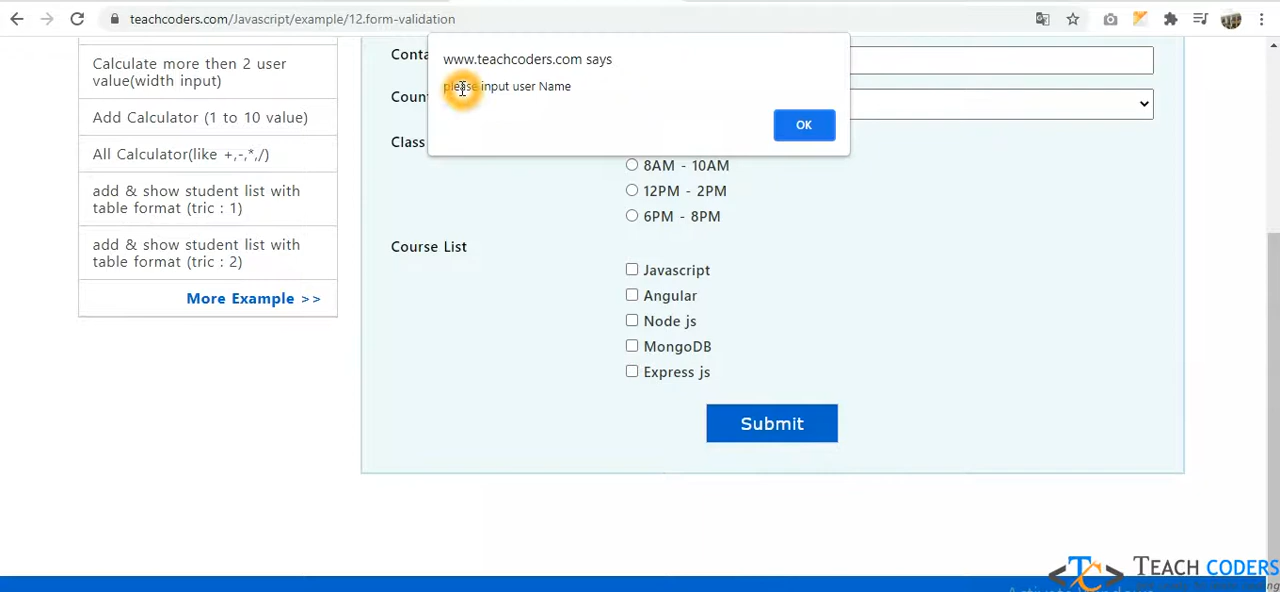 teachcoders.com/Javascript/example/12.form-validation
www.teachcoders.com says
please input user Name
OK
Calculate more then 2 user
value(width input)
Add Calculator (1 to 10 value)
All Calculator(like +,-,*,/)
add & show student list with
table format (tric : 1)
add & show student list with
table format (tric : 2)
More Example >>
Conta
Coun
Class
8AM - 10AM
12PM - 2PM
6PM - 8PM
Course List
Javascript
Angular
Node js
MongoDB
Express js
Submit
TC
TEACH CODERS